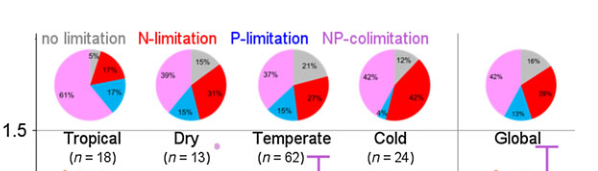 no limitation N-limitation P-limitation NP-colimitation
5% 17% 17% 61%
15% 31% 15% 39%
21% 27% 15% 37%
12% 42% 4% 42%
16% 29% 13% 42%
1.5
Tropical Dry Temperate Cold Global
(n = 18) (n = 13) (n = 62) (n = 24)